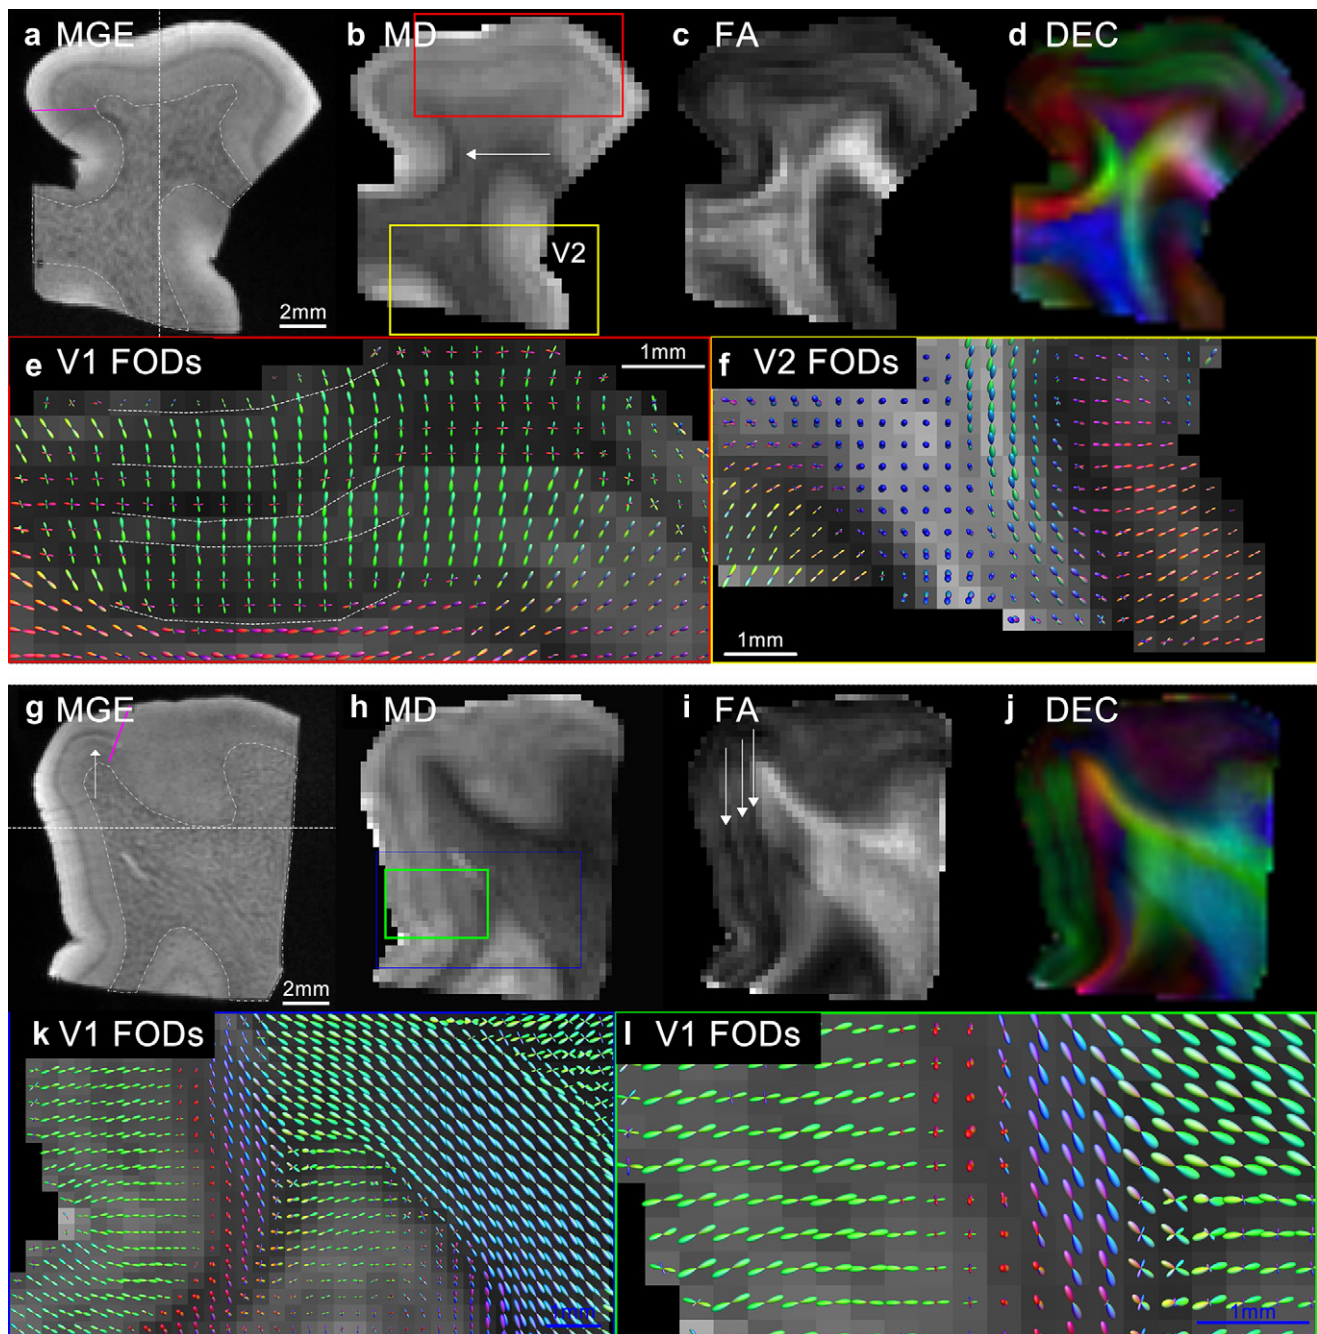 a MGE
b MD
c FA
d DEC
V2
2mm
e V1 FODs
1mm
f V2 FODs
1mm
g MGE
h MD
i FA
j DEC
2mm
k V1 FODs
1mm
l V1 FODs
1mm